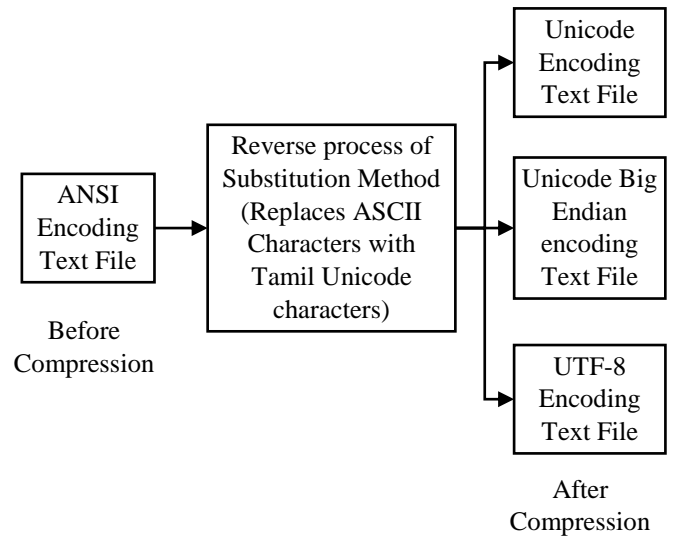 ANSI
Encoding
Text File
Before
Compression
Reverse process of
Substitution Method
(Replaces ASCII
Characters with
Tamil Unicode
characters)
Unicode
Encoding
Text File
Unicode Big
Endian
encoding
Text File
UTF-8
Encoding
Text File
After
Compression